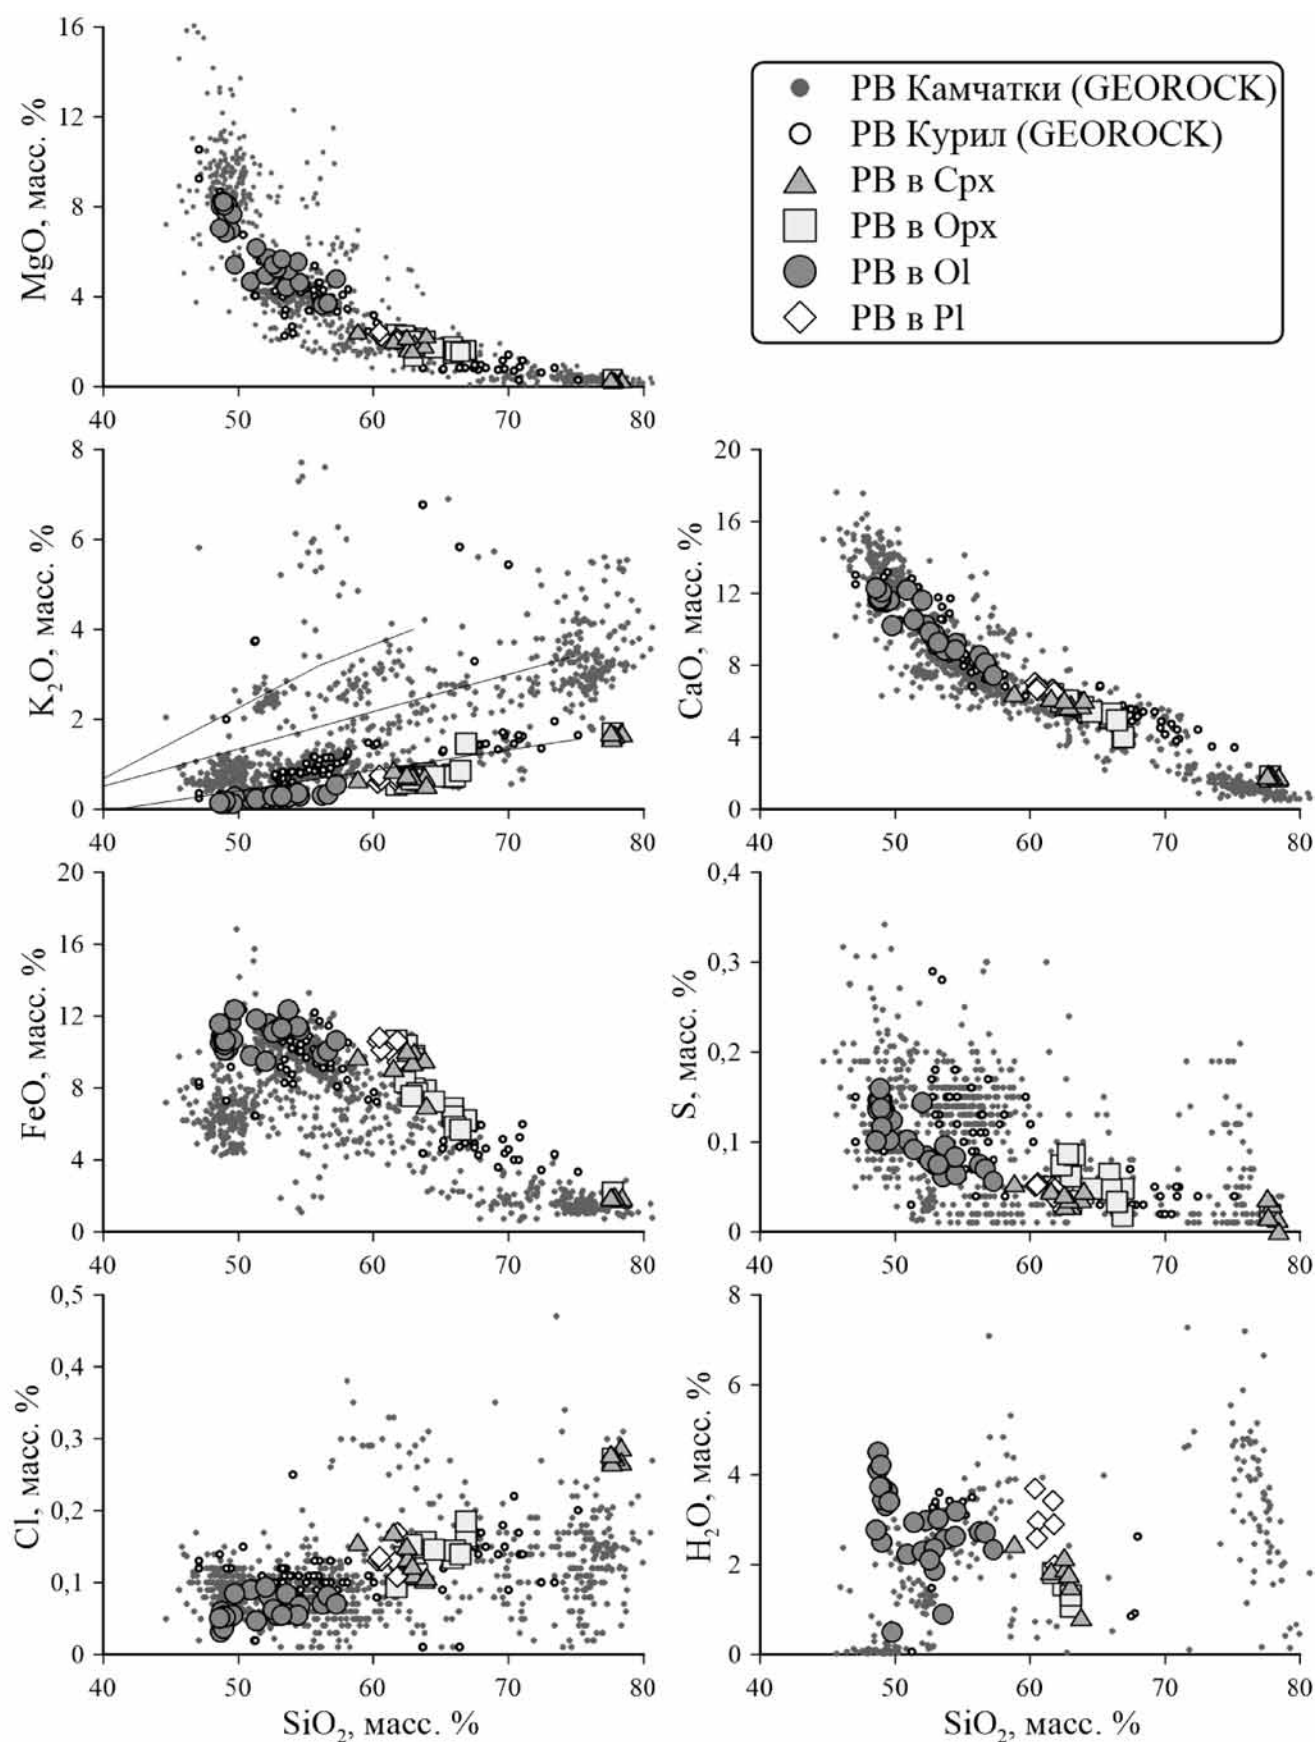 16
12
8
4
0
MgO, масс. %
40 50 60 70 80
РВ Камчатки (GEOROCK)
РВ Курил (GEOROCK)
РВ в Cpx
РВ в Opx
РВ в Ol
РВ в Pl
8
6
4
2
0
K₂O, масс. %
40 50 60 70 80
20
16
12
8
4
0
CaO, масс. %
40 50 60 70 80
20
16
12
8
4
0
FeO, масс. %
40 50 60 70 80
0,4
0,3
0,2
0,1
0
S, масс. %
40 50 60 70 80
0,5
0,4
0,3
0,2
0,1
0
Cl, масс. %
40 50 60 70 80
SiO₂, масс. %
8
6
4
2
0
H₂O, масс. %
40 50 60 70 80
SiO₂, масс. %